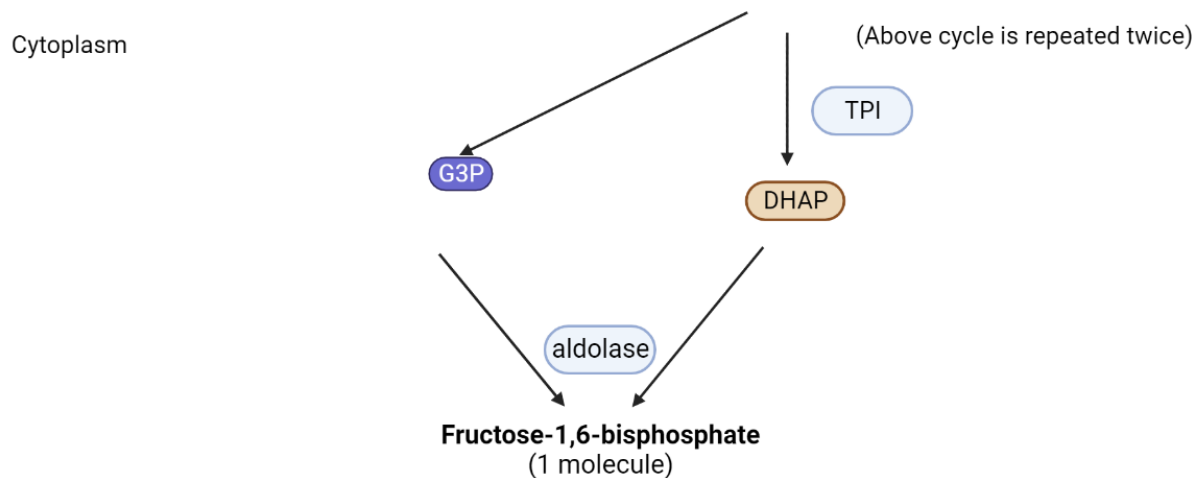 Cytoplasm
(Above cycle is repeated twice)
TPI
G3P
DHAP
aldolase
Fructose-1,6-bisphosphate
(1 molecule)